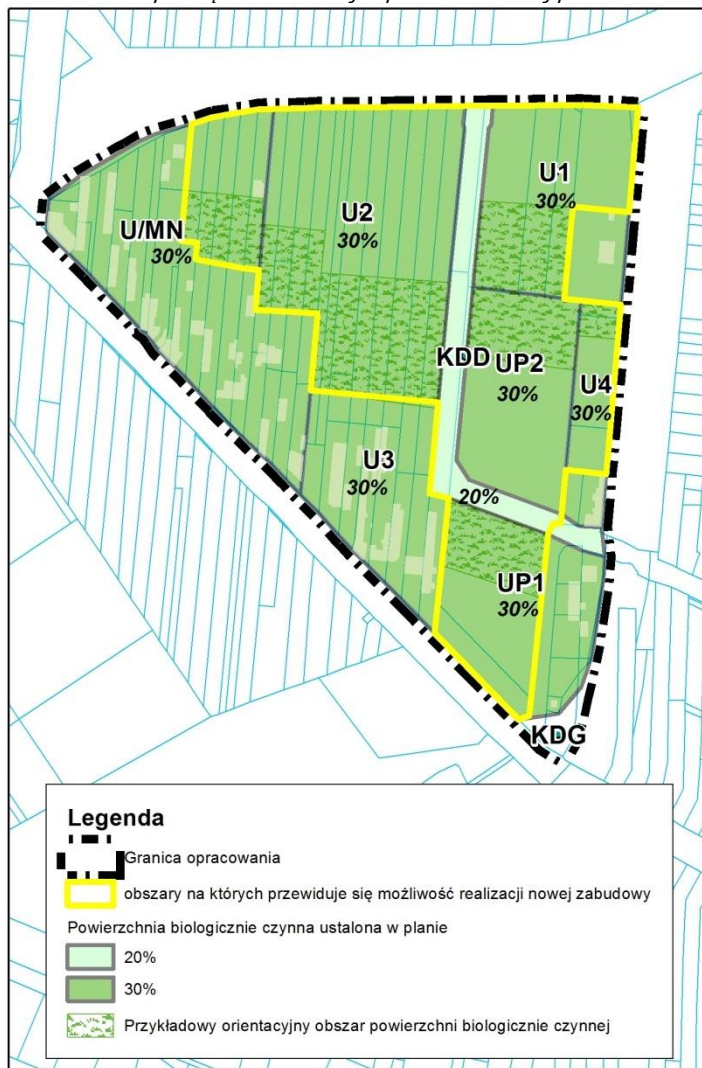 U1
30%
U2
30%
U/MN
30%
KDD
UP2
30%
U4
30%
U3
30%
20%
UP1
30%
KDG
Legenda
Granica opracowania
obszary na których przewiduje się możliwość realizacji nowej zabudowy
Powierzchnia biologicznie czynna ustalona w planie
20%
30%
Przykładowy orientacyjny obszar powierzchni biologicznie czynnej